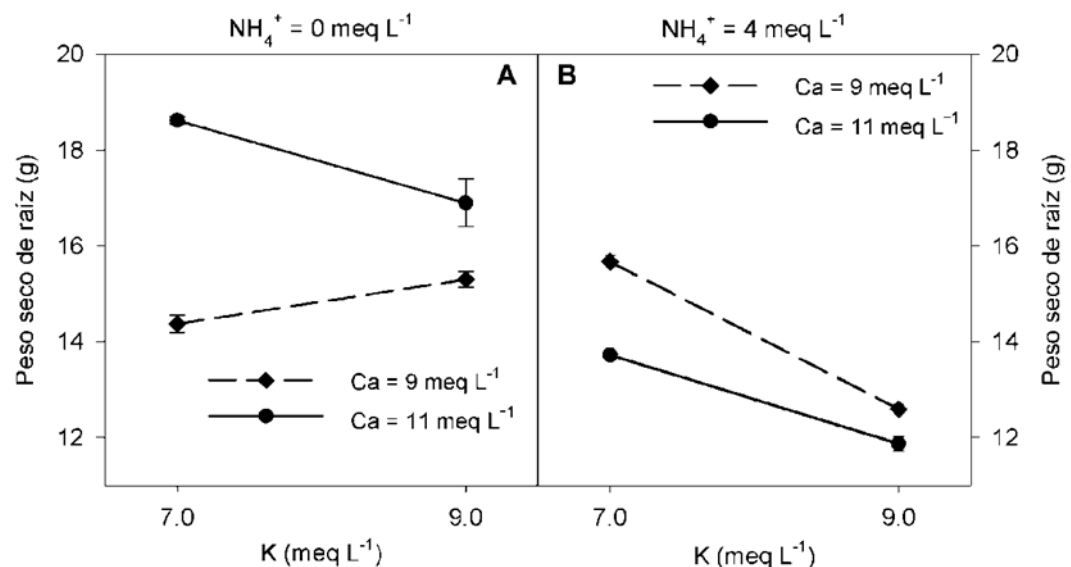 NH₄⁺ = 0 meq L⁻¹
NH₄⁺ = 4 meq L⁻¹
A
B
Peso seco de raíz (g)
20
18
16
14
12
Ca = 9 meq L⁻¹
Ca = 11 meq L⁻¹
7.0
9.0
K (meq L⁻¹)
Ca = 9 meq L⁻¹
Ca = 11 meq L⁻¹
7.0
9.0
K (meq L⁻¹)
20
18
16
14
12
Peso seco de raíz (g)